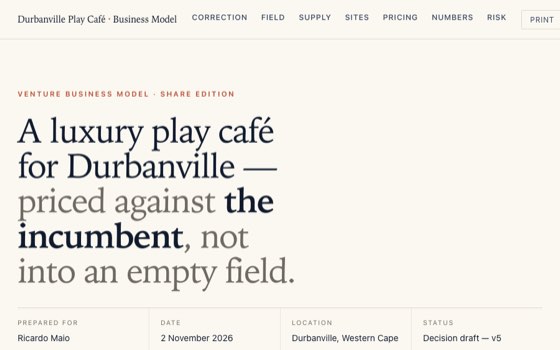 Durbanville Play Café · Business Model CORRECTION FIELD SUPPLY SITES PRICING NUMBERS RISK PRINT
VENTURE BUSINESS MODEL · SHARE EDITION
A luxury play café
for Durbanville —
priced against the
incumbent, not
into an empty field.
PREPARED FOR DATE LOCATION STATUS
Ricardo Maio 2 November 2026 Durbanville, Western Cape Decision draft — v5